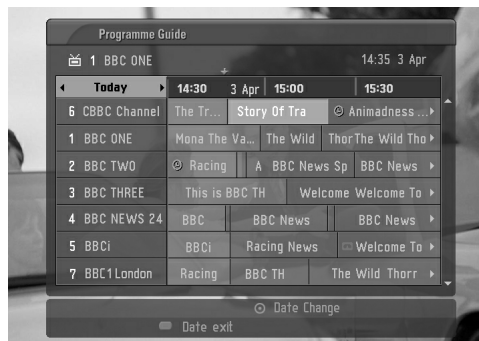 Programme Guide
1 BBC ONE 14:35 3 Apr
Today 14:30 3 Apr 15:00 15:30
6 CBBC Channel The Tr... Story Of Tra Animadness ...
1 BBC ONE Mona The Va... The Wild Thor The Wild Tho
2 BBC TWO Racing A BBC News Sp BBC News
3 BBC THREE This is BBC TH Welcome Welcome To
4 BBC NEWS 24 BBC BBC News BBC News
5 BBCi BBCi Racing News Welcome To
7 BBC1 London Racing BBC TH The Wild Thorr
Date Change
Date exit